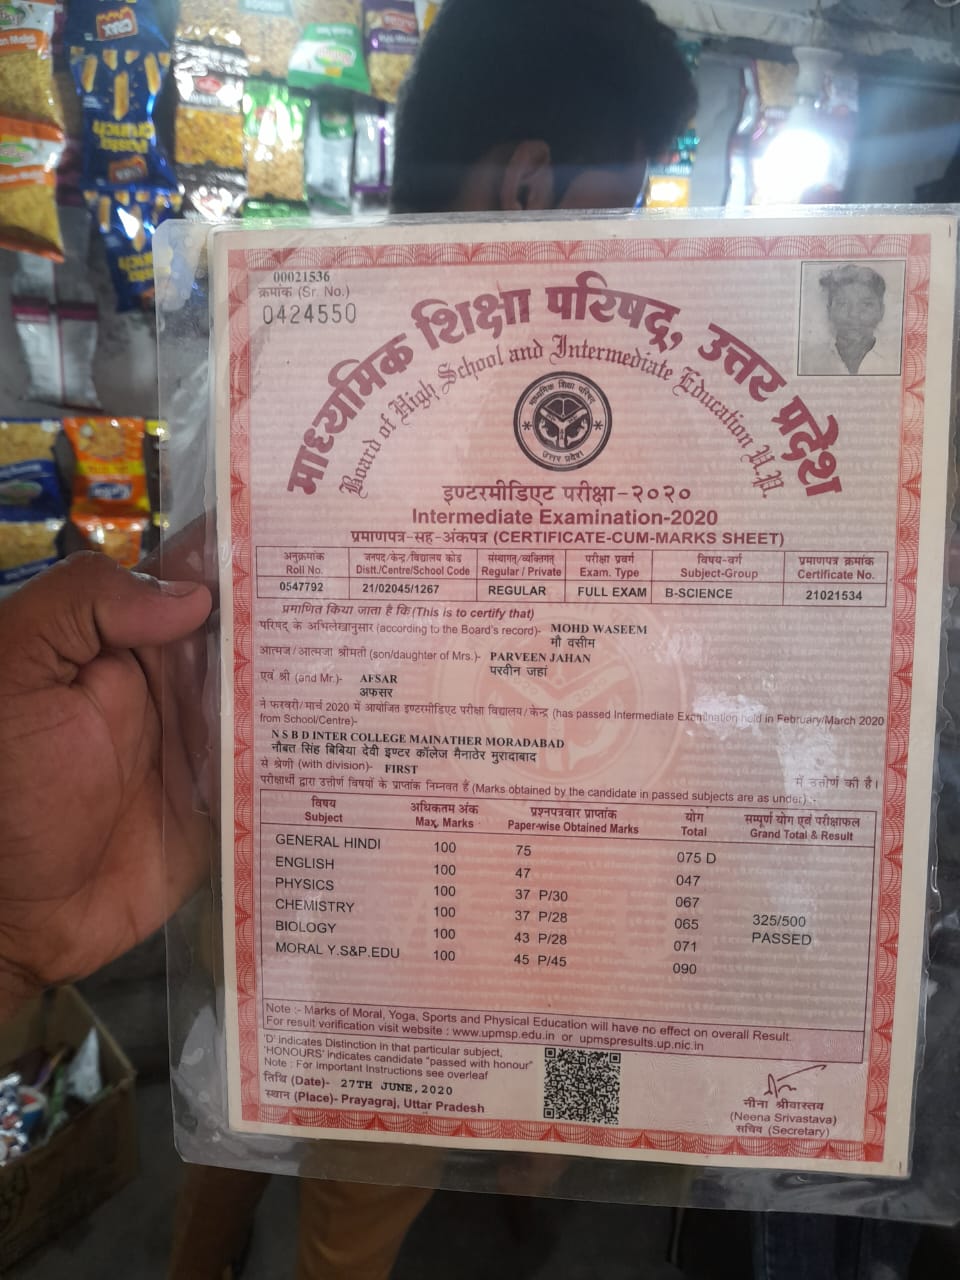 00021536
क्रमांक (Sr. No.)
0424550
माध्यमिक शिक्षा परिषद्, उत्तर प्रदेश
Board of High School and Intermediate Education U.P.
माध्यमिक शिक्षा परिषद
उत्तर प्रदेश
इण्टरमीडिएट परीक्षा-२०२०
Intermediate Examination-2020
प्रमाणपत्र-सह-अंकपत्र (CERTIFICATE-CUM-MARKS SHEET)
अनुक्रमांक जनपद/केन्द्र/विद्यालय कोड संस्थागत/व्यक्तिगत परीक्षा प्रवर्ग विषय-वर्ग प्रमाणपत्र क्रमांक
Roll No. Distt./Centre/School Code Regular / Private Exam. Type Subject-Group Certificate No.
0547792 21/02045/1267 REGULAR FULL EXAM B-SCIENCE 21021534
प्रमाणित किया जाता है कि (This is to certify that)
परिषद् के अभिलेखानुसार (according to the Board's record)- MOHD WASEEM
मौ वसीम
आत्मज/आत्मजा श्रीमती (son/daughter of Mrs.)- PARVEEN JAHAN
परवीन जहां
एवं श्री (and Mr.)- AFSAR
अफसर
ने फरवरी/मार्च 2020 में आयोजित इण्टरमीडिएट परीक्षा विद्यालय/केन्द्र (has passed Intermediate Examination held in February/March 2020
from School/Centre)-
N S B D INTER COLLEGE MAINATHER MORADABAD
नौबत सिंह बिबिया देवी इण्टर कॉलेज मैनाठेर मुरादाबाद
से श्रेणी (with division)- FIRST में उत्तीर्ण की है।
परीक्षार्थी द्वारा उत्तीर्ण विषयों के प्राप्तांक निम्नवत हैं (Marks obtained by the candidate in passed subjects are as under) :-
विषय अधिकतम अंक प्रश्नपत्रवार प्राप्तांक योग सम्पूर्ण योग एवं परीक्षाफल
Subject Max. Marks Paper-wise Obtained Marks Total Grand Total & Result
GENERAL HINDI 100 75 075 D
ENGLISH 100 47 047
PHYSICS 100 37 P/30 067
CHEMISTRY 100 37 P/28 065 325/500
BIOLOGY 100 43 P/28 071 PASSED
MORAL Y.S&P.EDU 100 45 P/45 090
Note :- Marks of Moral, Yoga, Sports and Physical Education will have no effect on overall Result.
For result verification visit website : www.upmsp.edu.in or upmspresults.up.nic.in
'D' indicates Distinction in that particular subject,
'HONOURS' indicates candidate "passed with honour"
Note : For important Instructions see overleaf
तिथि (Date)- 27TH JUNE,2020
स्थान (Place)- Prayagraj, Uttar Pradesh
नीना श्रीवास्तव
(Neena Srivastava)
सचिव (Secretary)